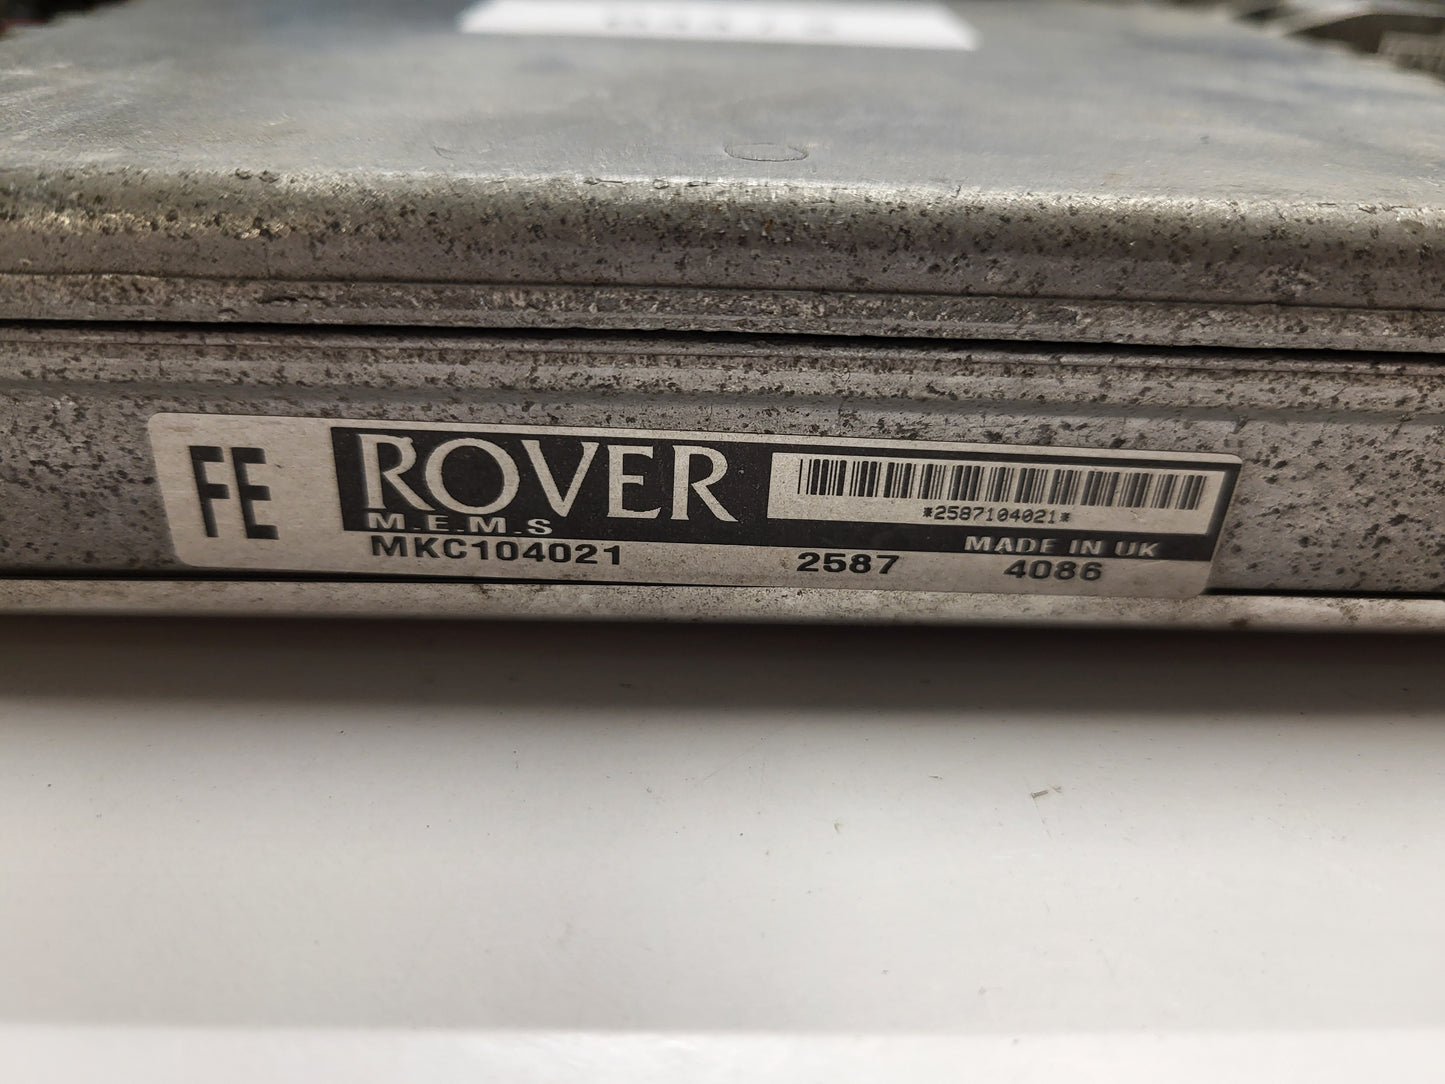 FE
ROVER
M.E.M.S
*2587104021*
MADE IN UK
MKC104021 2587 4086